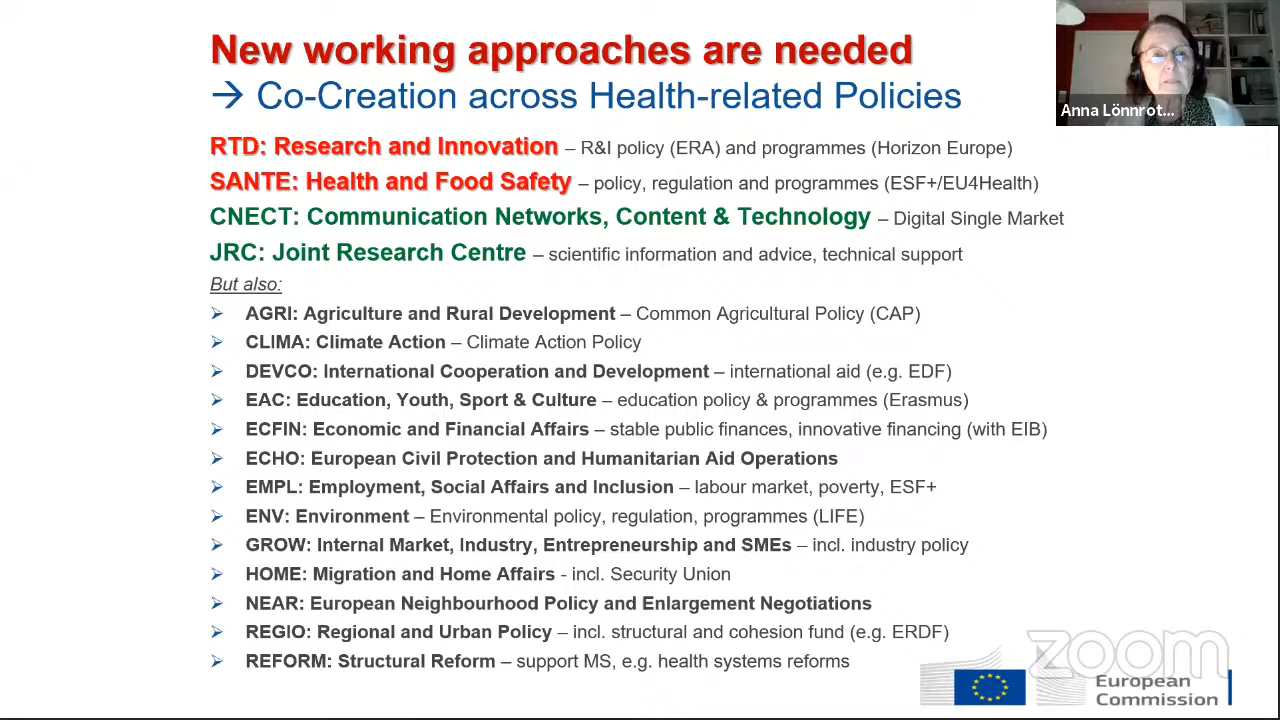 New working approaches are needed
→ Co-Creation across Health-related Policies
Anna Lönnrot...
RTD: Research and Innovation – R&I policy (ERA) and programmes (Horizon Europe)
SANTE: Health and Food Safety – policy, regulation and programmes (ESF+/EU4Health)
CNECT: Communication Networks, Content & Technology – Digital Single Market
JRC: Joint Research Centre – scientific information and advice, technical support
But also:
➢ AGRI: Agriculture and Rural Development – Common Agricultural Policy (CAP)
➢ CLIMA: Climate Action – Climate Action Policy
➢ DEVCO: International Cooperation and Development – international aid (e.g. EDF)
➢ EAC: Education, Youth, Sport & Culture – education policy & programmes (Erasmus)
➢ ECFIN: Economic and Financial Affairs – stable public finances, innovative financing (with EIB)
➢ ECHO: European Civil Protection and Humanitarian Aid Operations
➢ EMPL: Employment, Social Affairs and Inclusion – labour market, poverty, ESF+
➢ ENV: Environment – Environmental policy, regulation, programmes (LIFE)
➢ GROW: Internal Market, Industry, Entrepreneurship and SMEs – incl. industry policy
➢ HOME: Migration and Home Affairs - incl. Security Union
➢ NEAR: European Neighbourhood Policy and Enlargement Negotiations
➢ REGIO: Regional and Urban Policy – incl. structural and cohesion fund (e.g. ERDF)
➢ REFORM: Structural Reform – support MS, e.g. health systems reforms
zoom
European
Commission